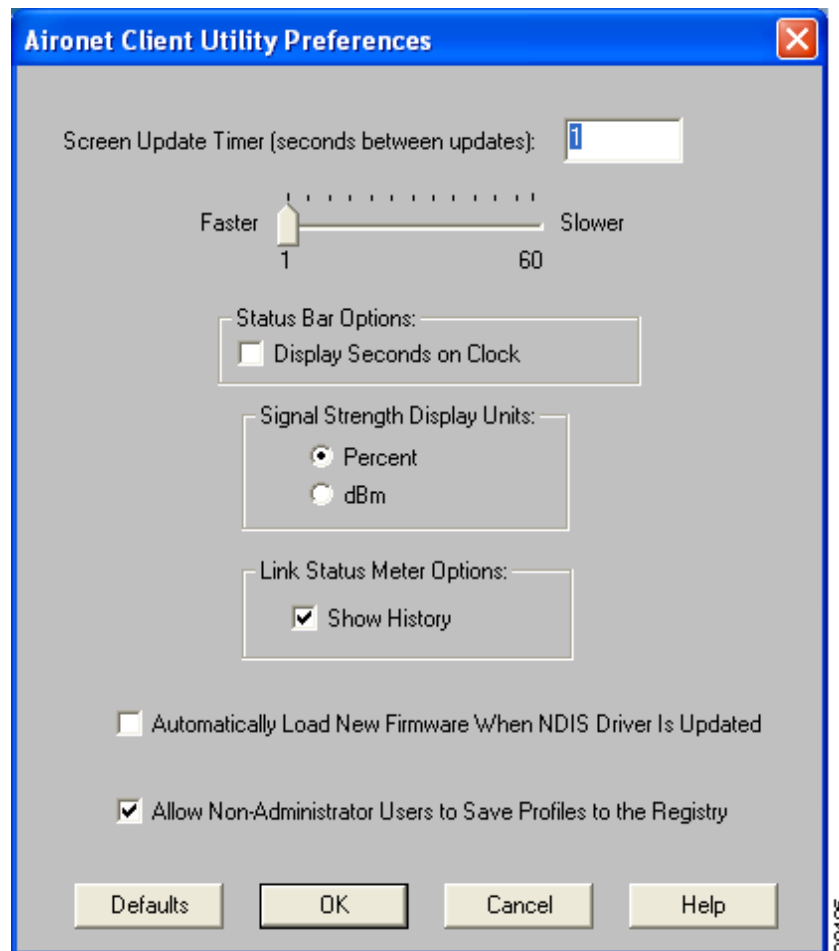 Aironet Client Utility Preferences
Screen Update Timer (seconds between updates): 1
Faster Slower
1 60
Status Bar Options:
Display Seconds on Clock
Signal Strength Display Units:
Percent
dBm
Link Status Meter Options:
Show History
Automatically Load New Firmware When NDIS Driver Is Updated
Allow Non-Administrator Users to Save Profiles to the Registry
Defaults OK Cancel Help